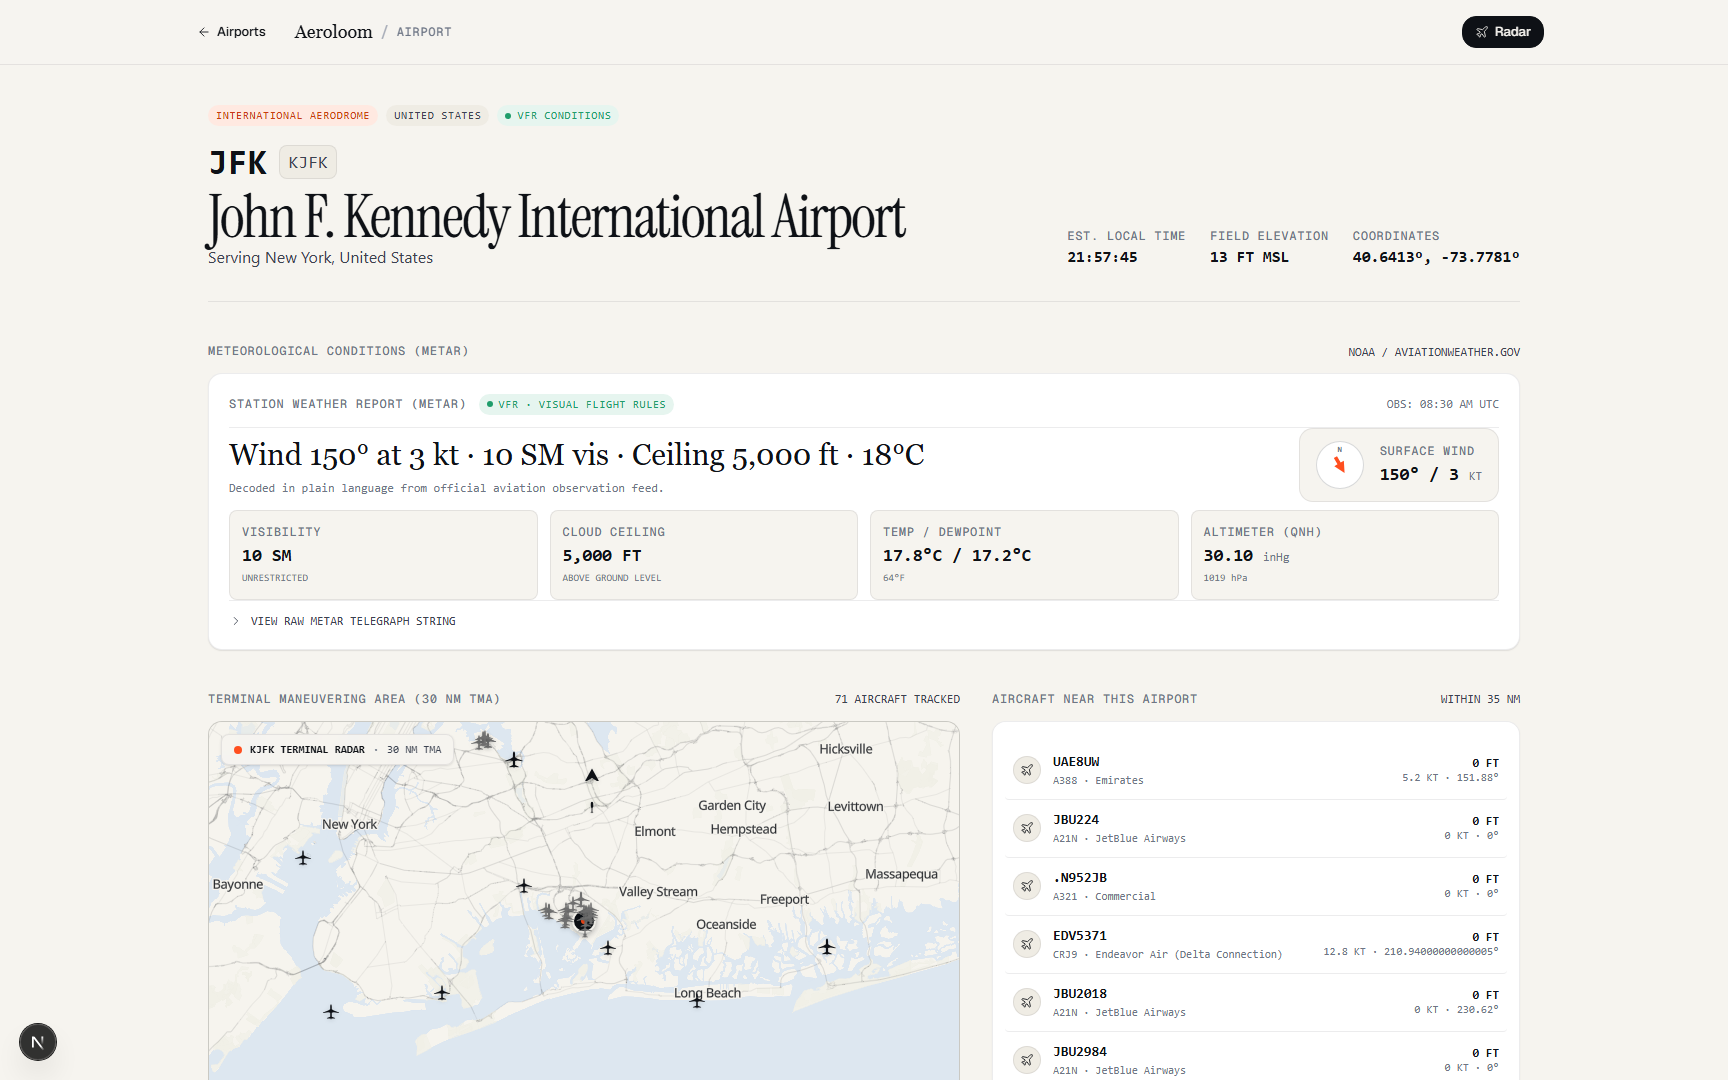 Airports
Aeroloom / AIRPORT
Radar
INTERNATIONAL AERODROME
UNITED STATES
VFR CONDITIONS
JFK KJFK
John F. Kennedy International Airport
Serving New York, United States
EST. LOCAL TIME
21:57:45
FIELD ELEVATION
13 FT MSL
COORDINATES
40.6413°, -73.7781°
METEOROLOGICAL CONDITIONS (METAR)
NOAA / AVIATIONWEATHER.GOV
STATION WEATHER REPORT (METAR)
VFR · VISUAL FLIGHT RULES
OBS: 08:30 AM UTC
Wind 150° at 3 kt · 10 SM vis · Ceiling 5,000 ft · 18°C
Decoded in plain language from official aviation observation feed.
N
SURFACE WIND
150° / 3 KT
VISIBILITY
10 SM
UNRESTRICTED
CLOUD CEILING
5,000 FT
ABOVE GROUND LEVEL
TEMP / DEWPOINT
17.8°C / 17.2°C
64°F
ALTIMETER (QNH)
30.10 inHg
1019 hPa
VIEW RAW METAR TELEGRAPH STRING
TERMINAL MANEUVERING AREA (30 NM TMA)
71 AIRCRAFT TRACKED
KJFK TERMINAL RADAR · 30 NM TMA
Hicksville
Garden City
Levittown
New York
Elmont
Hempstead
Massapequa
Bayonne
Valley Stream
Freeport
Oceanside
Long Beach
AIRCRAFT NEAR THIS AIRPORT
WITHIN 35 NM
UAE8UW
A388 · Emirates
0 FT
5.2 KT · 151.88°
JBU224
A21N · JetBlue Airways
0 FT
0 KT · 0°
.N952JB
A321 · Commercial
0 FT
0 KT · 0°
EDV5371
CRJ9 · Endeavor Air (Delta Connection)
0 FT
12.8 KT · 210.94000000000005°
JBU2018
A21N · JetBlue Airways
0 FT
0 KT · 230.62°
JBU2984
A21N · JetBlue Airways
0 FT
0 KT · 0°
N